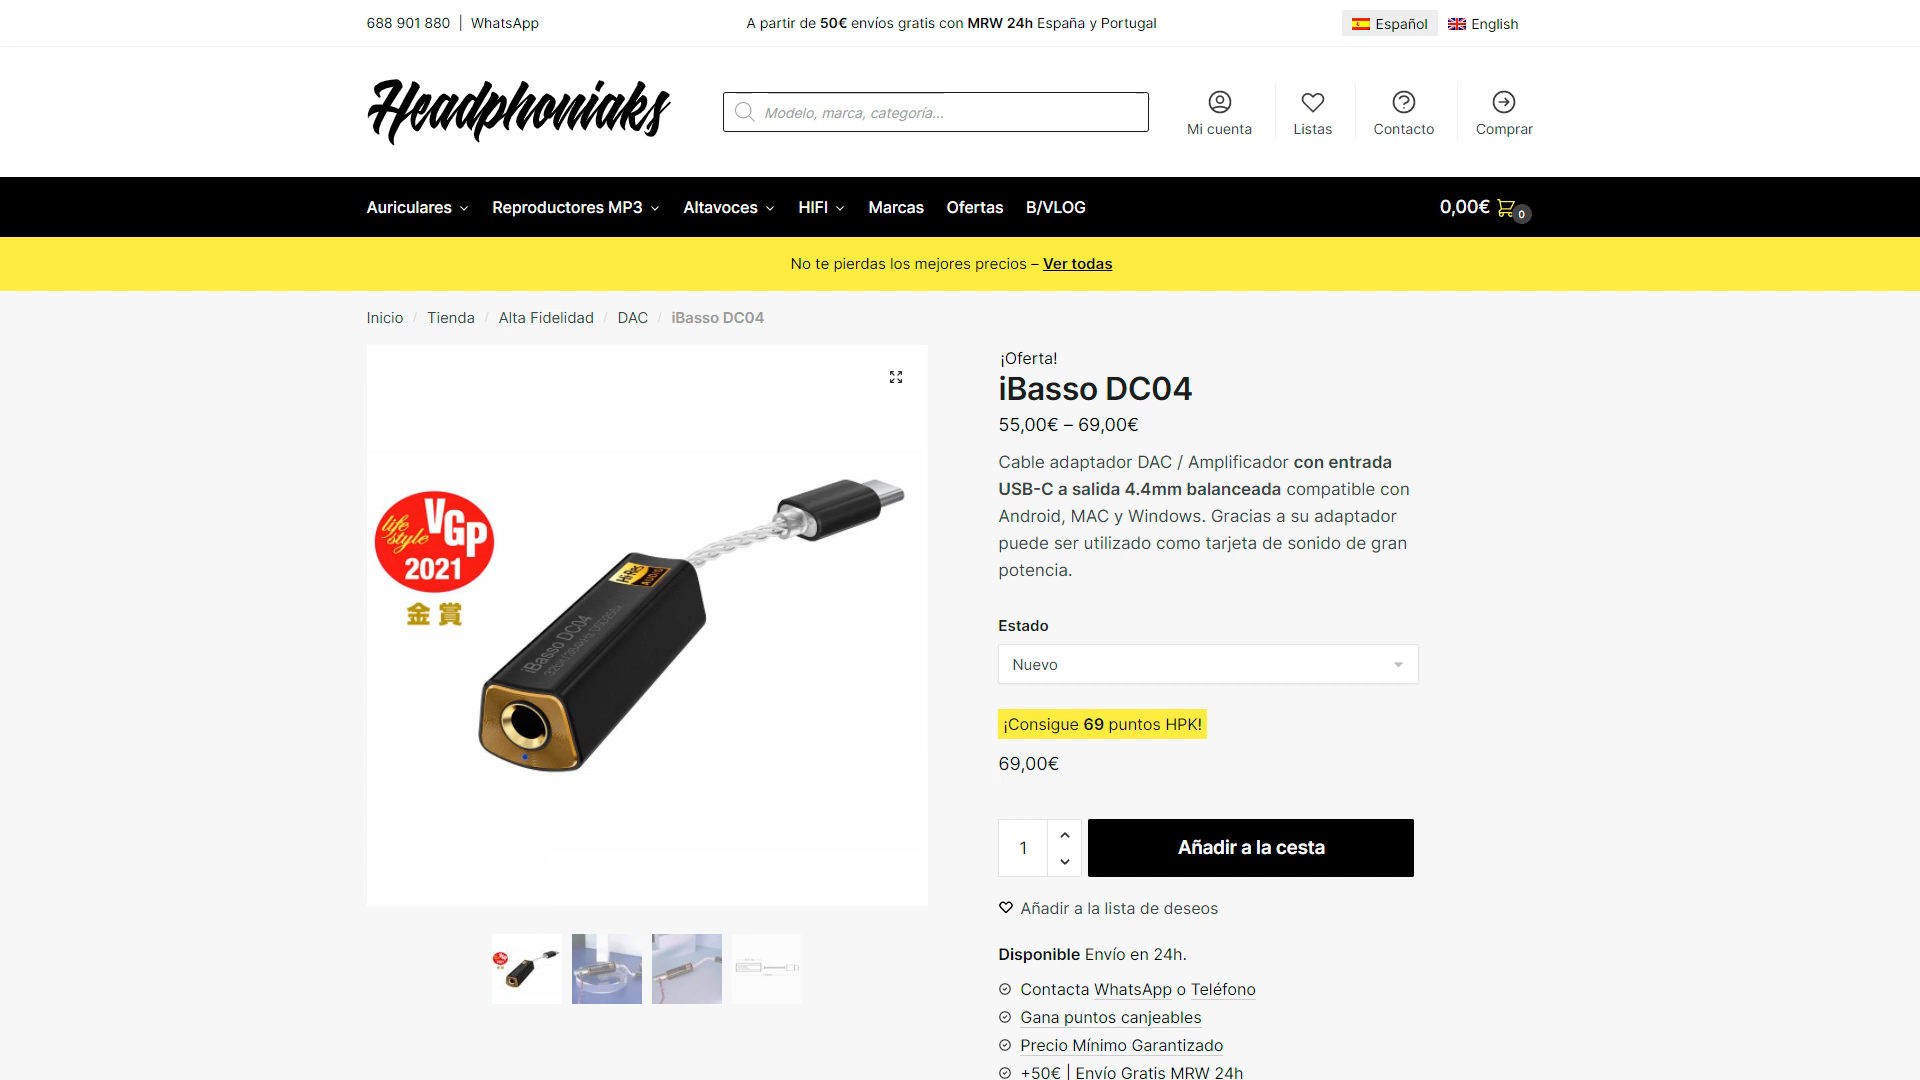 688 901 880 | WhatsApp
A partir de 50€ envíos gratis con MRW 24h España y Portugal
Español
English
Headphoniaks
Modelo, marca, categoría...
Mi cuenta
Listas
Contacto
Comprar
Auriculares
Reproductores MP3
Altavoces
HIFI
Marcas
Ofertas
B/VLOG
0,00€
0
No te pierdas los mejores precios – Ver todas
Inicio / Tienda / Alta Fidelidad / DAC / iBasso DC04
life style
VGP
2021
金賞
Hi-Res
AUDIO
iBasso DC04
¡Oferta!
iBasso DC04
55,00€ – 69,00€
Cable adaptador DAC / Amplificador con entrada
USB-C a salida 4.4mm balanceada compatible con
Android, MAC y Windows. Gracias a su adaptador
puede ser utilizado como tarjeta de sonido de gran
potencia.
Estado
Nuevo
¡Consigue 69 puntos HPK!
69,00€
1
Añadir a la cesta
Añadir a la lista de deseos
Disponible Envío en 24h.
Contacta WhatsApp o Teléfono
Gana puntos canjeables
Precio Mínimo Garantizado
+50€ | Envío Gratis MRW 24h